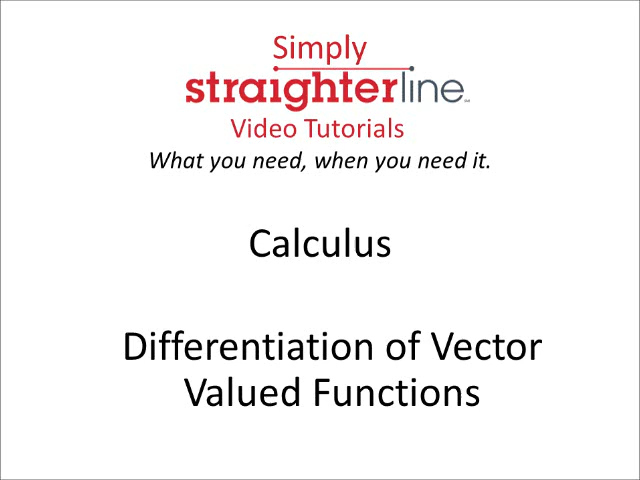 Simply
straighterline
Video Tutorials
What you need, when you need it.
Calculus
Differentiation of Vector
Valued Functions